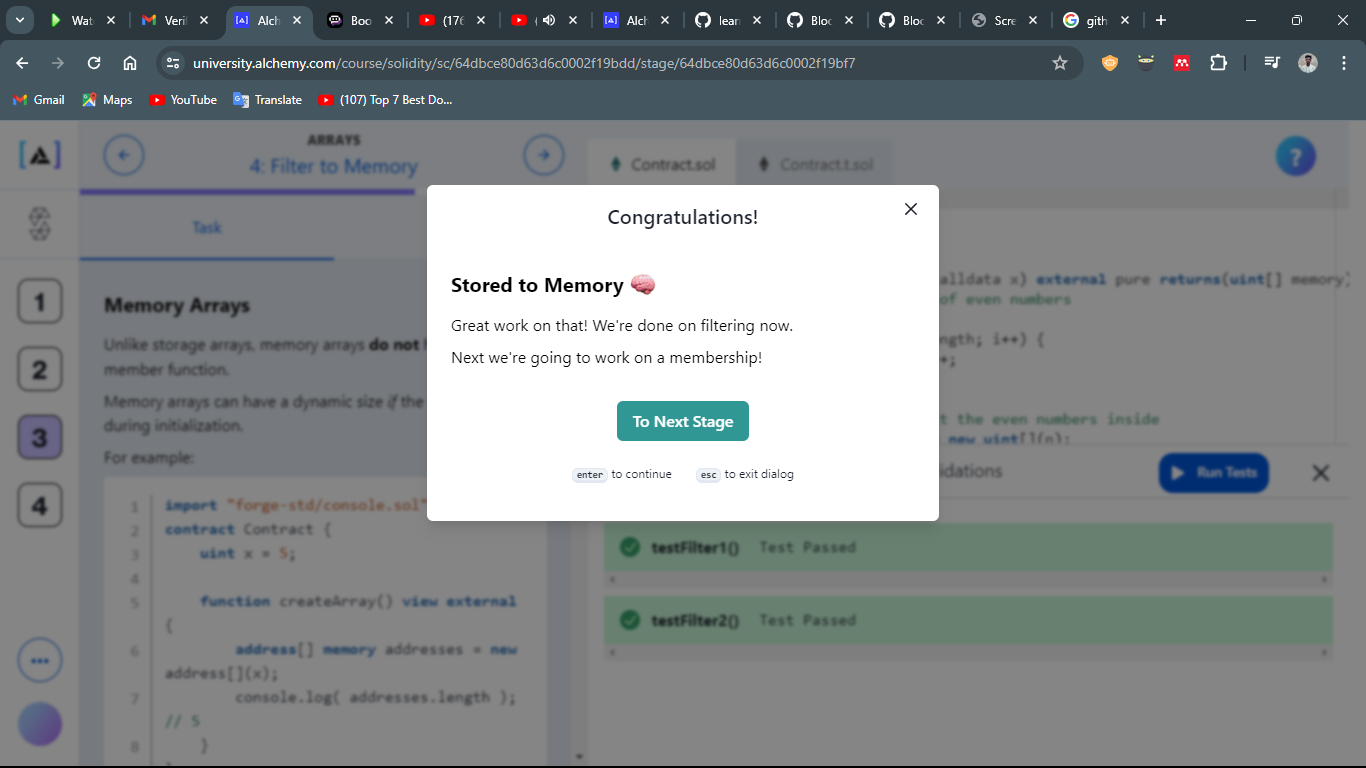 Wat
Veri
Alch
Boo
(176
(
Alch
lear
Bloc
Bloc
Scre
gith
university.alchemy.com/course/solidity/sc/64dbce80d63d6c0002f19bdd/stage/64dbce80d63d6c0002f19bf7
Gmail
Maps
YouTube
Translate
(107) Top 7 Best Do...
ARRAYS
4: Filter to Memory
Contract.sol
Contract.t.sol
?
Task
1
2
3
4
Memory Arrays
Unlike storage arrays, memory arrays do not
member function.
Memory arrays can have a dynamic size if the
during initialization.
For example:
1 import "forge-std/console.sol"
2 contract Contract {
3 uint x = 5;
4
5 function createArray() view external
{
6 address[] memory addresses = new
address[](x);
7 console.log( addresses.length );
// 5
8 }
Congratulations!
Stored to Memory 🧠
Great work on that! We're done on filtering now.
Next we're going to work on a membership!
To Next Stage
enter to continue esc to exit dialog
alldata x) external pure returns(uint[] memory)
of even numbers
ngth; i++) {
+;
t the even numbers inside
new uint[](n);
idations
Run Tests
testFilter1() Test Passed
testFilter2() Test Passed